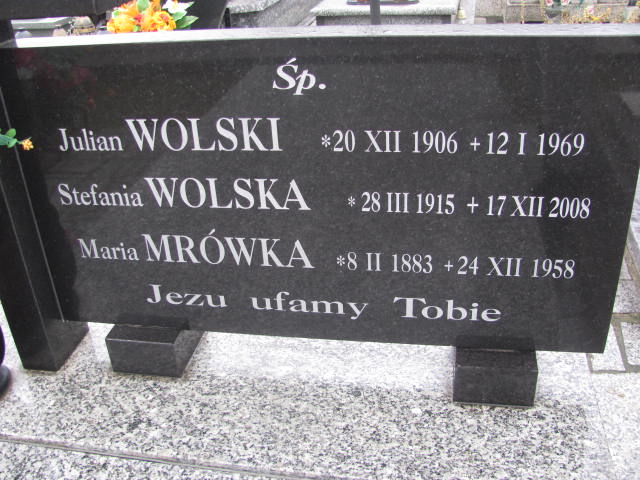 Śp.
Julian WOLSKI *20 XII 1906 +12 I 1969
Stefania WOLSKA *28 III 1915 +17 XII 2008
Maria MRÓWKA *8 II 1883 +24 XII 1958
Jezu ufamy Tobie